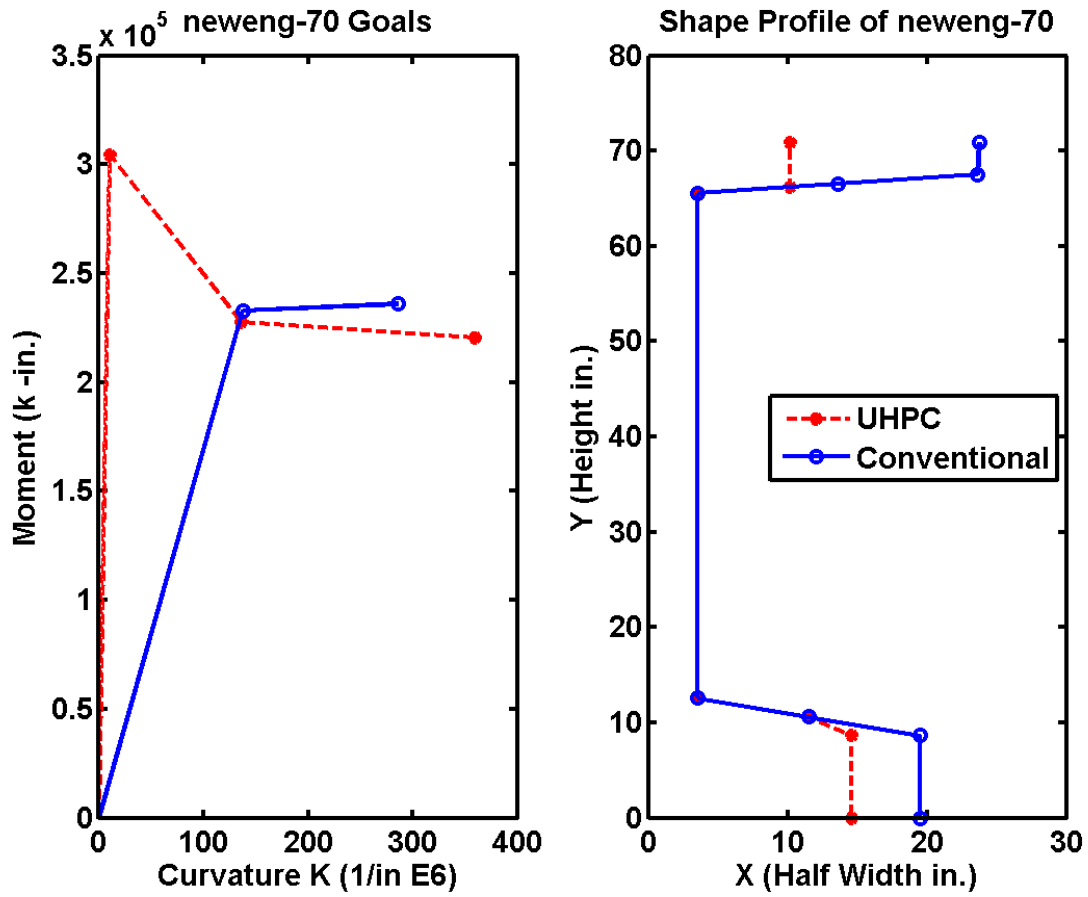 x 10^5 neweng-70 Goals
3.5
3
2.5
2
1.5
1
0.5
0
0 100 200 300 400
Moment (k -in.)
Curvature K (1/in E6)
Shape Profile of neweng-70
80
70
60
50
40
30
20
10
0
0 10 20 30
Y (Height in.)
X (Half Width in.)
UHPC
Conventional